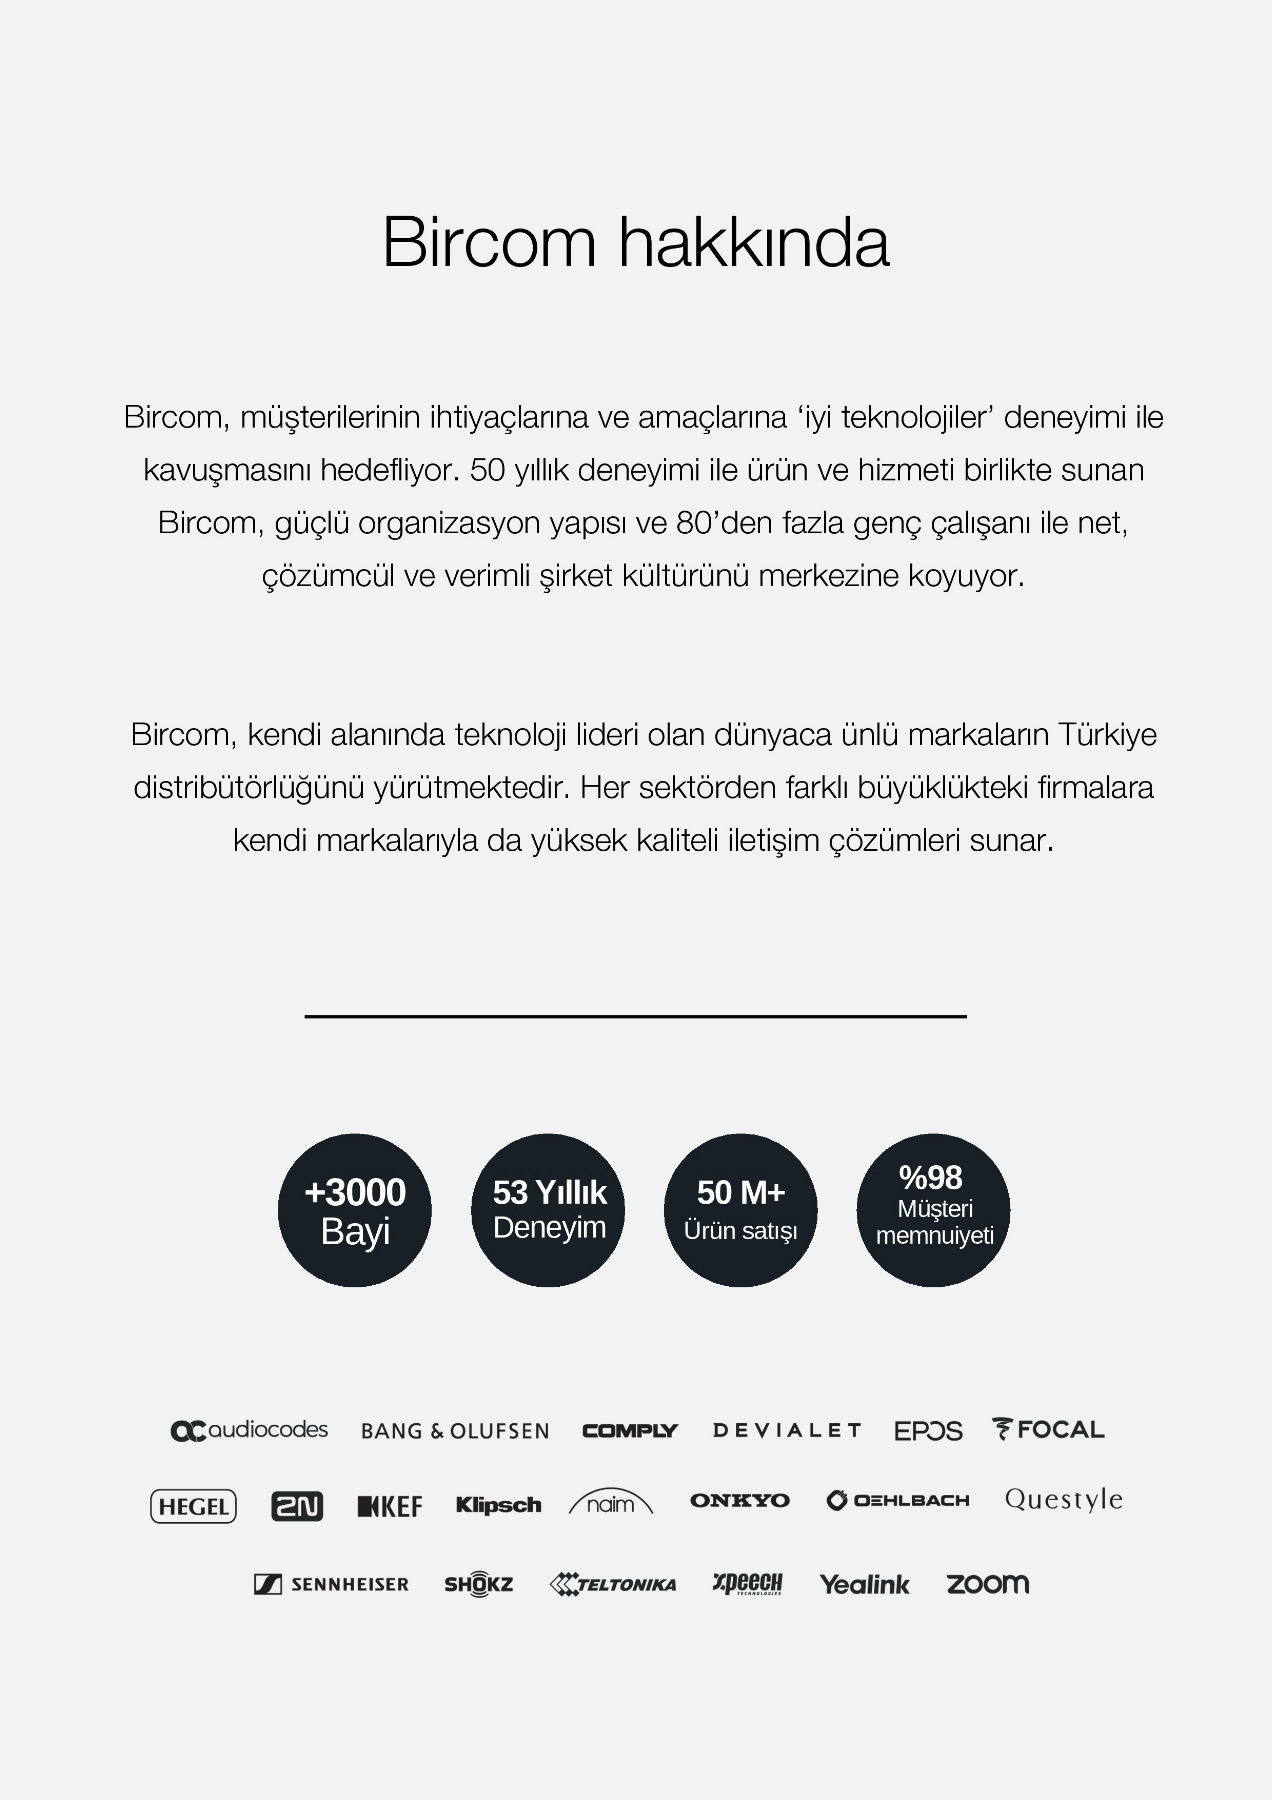 Bircom hakkında
Bircom, müşterilerinin ihtiyaçlarına ve amaçlarına ‘iyi teknolojiler’ deneyimi ile
kavuşmasını hedefliyor. 50 yıllık deneyimi ile ürün ve hizmeti birlikte sunan
Bircom, güçlü organizasyon yapısı ve 80’den fazla genç çalışanı ile net,
çözümcül ve verimli şirket kültürünü merkezine koyuyor.
Bircom, kendi alanında teknoloji lideri olan dünyaca ünlü markaların Türkiye
distribütörlüğünü yürütmektedir. Her sektörden farklı büyüklükteki firmalara
kendi markalarıyla da yüksek kaliteli iletişim çözümleri sunar.
+3000
Bayi
53 Yıllık
Deneyim
50 M+
Ürün satışı
%98
Müşteri
memnuiyeti
audiocodes BANG & OLUFSEN COMPLY DEVIALET EPOS FOCAL
HEGEL 2N KEF Klipsch naim ONKYO OEHLBACH Questyle
SENNHEISER SHOKZ TELTONIKA xpeech TECHNOLOGIES Yealink zoom